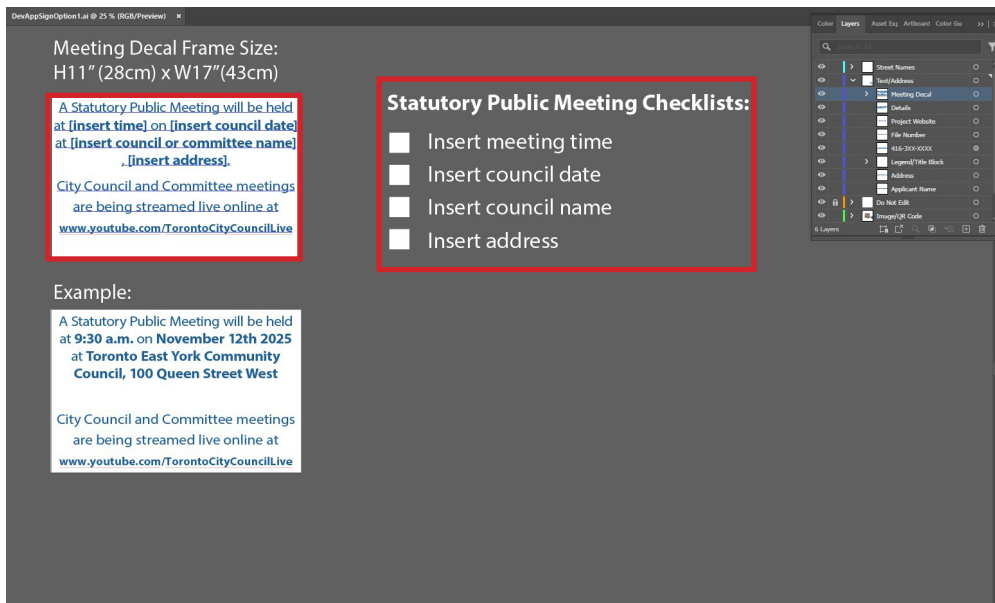 DevAppSignOption1.ai @ 25 % (RGB/Preview) ×
Meeting Decal Frame Size:
H11” (28cm) x W17”(43cm)
A Statutory Public Meeting will be held
at [insert time] on [insert council date]
at [insert council or committee name]
, [insert address].
City Council and Committee meetings
are being streamed live online at
www.youtube.com/TorontoCityCouncilLive
Example:
A Statutory Public Meeting will be held
at 9:30 a.m. on November 12th 2025
at Toronto East York Community
Council, 100 Queen Street West
City Council and Committee meetings
are being streamed live online at
www.youtube.com/TorontoCityCouncilLive
Statutory Public Meeting Checklists:
Insert meeting time
Insert council date
Insert council name
Insert address
Color Layers Asset Exp Artboard Color Gu
Search All
Street Names
Text/Address
Meeting Decal
Details
Project Website
File Number
416-3XX-XXXX
Legend/Title Block
Address
Applicant Name
Do Not Edit
Image/QR Code
6 Layers